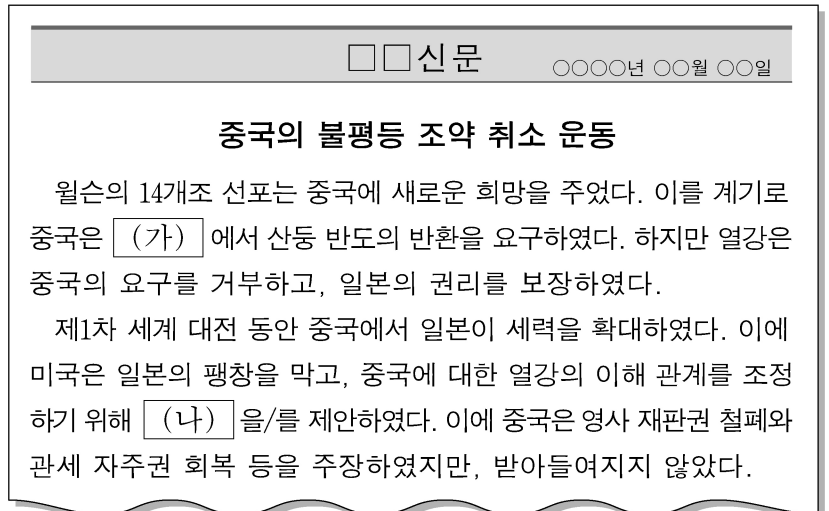 □□신문
○○○○년 ○○월 ○○일
중국의 불평등 조약 취소 운동
윌슨의 14개조 선포는 중국에 새로운 희망을 주었다. 이를 계기로
중국은 (가) 에서 산둥 반도의 반환을 요구하였다. 하지만 열강은
중국의 요구를 거부하고, 일본의 권리를 보장하였다.
제1차 세계 대전 동안 중국에서 일본이 세력을 확대하였다. 이에
미국은 일본의 팽창을 막고, 중국에 대한 열강의 이해 관계를 조정
하기 위해 (나) 을/를 제안하였다. 이에 중국은 영사 재판권 철폐와
관세 자주권 회복 등을 주장하였지만, 받아들여지지 않았다.